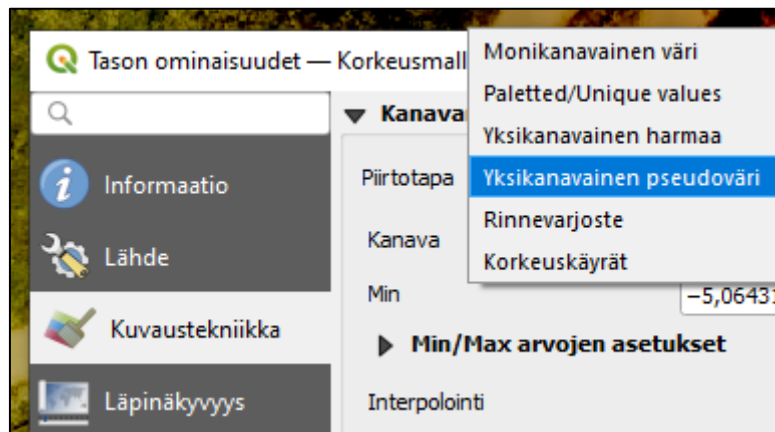 Tason ominaisuudet — Korkeusmall
Monikanavainen väri
Paletted/Unique values
Yksikanavainen harmaa
Yksikanavainen pseudoväri
Rinnevarjoste
Korkeuskäyrät
Informaatio
Lähde
Kuvaustekniikka
Läpinäkyvyys
Kanava
Piirtotapa
Kanava
Min
−5,0643
Min/Max arvojen asetukset
Interpolointi